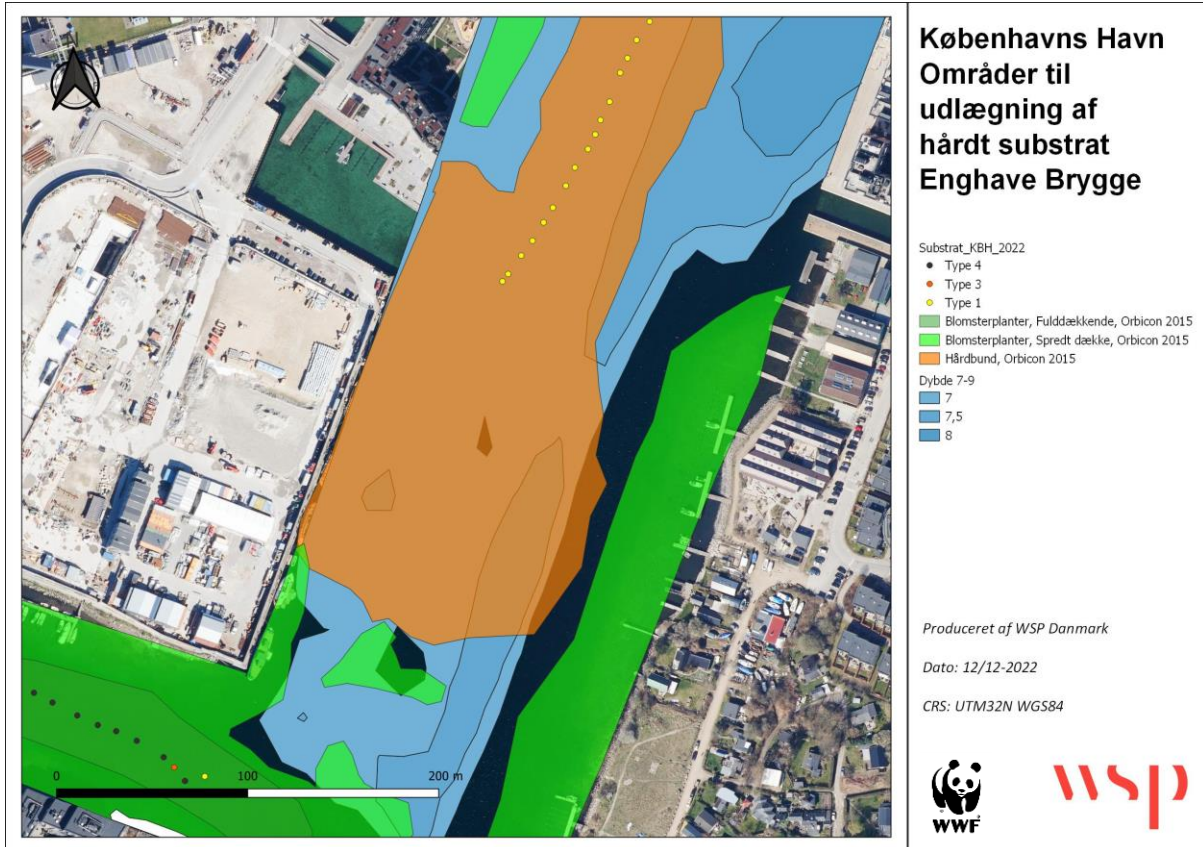 Københavns Havn
Områder til
udlægning af
hårdt substrat
Enghave Brygge
Substrat_KBH_2022
Type 4
Type 3
Type 1
Blomsterplanter, Fulddækkende, Orbicon 2015
Blomsterplanter, Spredt dække, Orbicon 2015
Hårdbund, Orbicon 2015
Dybde 7-9
7
7,5
8
0 100 200 m
Produceret af WSP Danmark
Dato: 12/12-2022
CRS: UTM32N WGS84
WWF
wsp